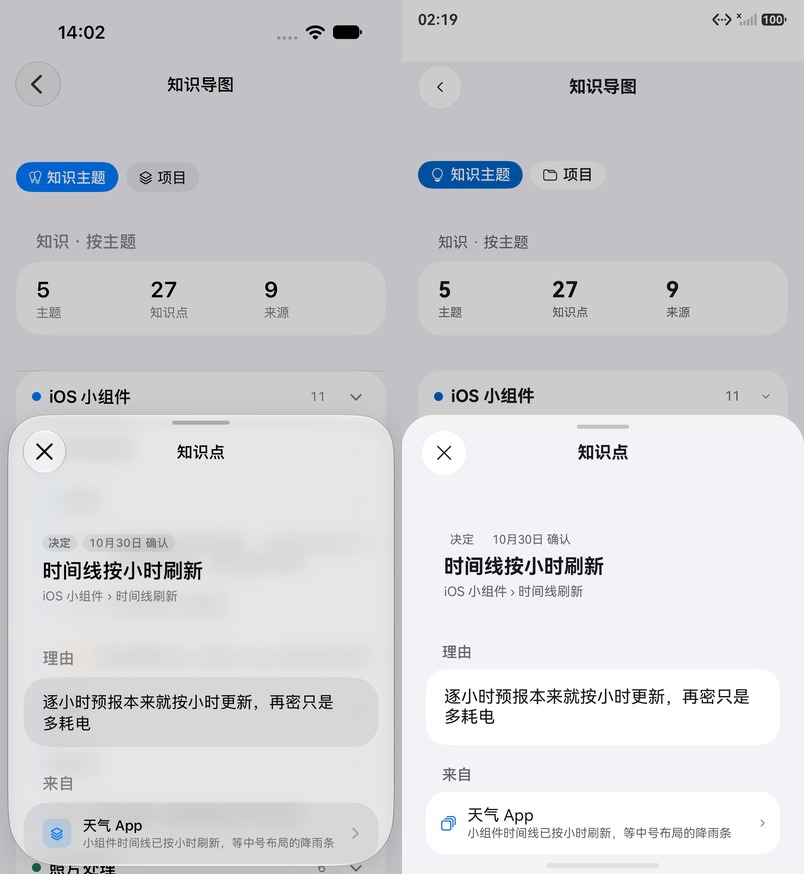 14:02
知识导图
知识主题
项目
知识 · 按主题
5
27
9
主题
知识点
来源
iOS 小组件
11
知识点
决定
10月30日 确认
时间线按小时刷新
iOS 小组件 › 时间线刷新
理由
逐小时预报本来就按小时更新，再密只是
多耗电
来自
天气 App
小组件时间线已按小时刷新，等中号布局的降雨条
照片处理
6
02:19
100
知识导图
知识主题
项目
知识 · 按主题
5
27
9
主题
知识点
来源
iOS 小组件
11
知识点
决定
10月30日 确认
时间线按小时刷新
iOS 小组件 › 时间线刷新
理由
逐小时预报本来就按小时更新，再密只是
多耗电
来自
天气 App
小组件时间线已按小时刷新，等中号布局的降雨条